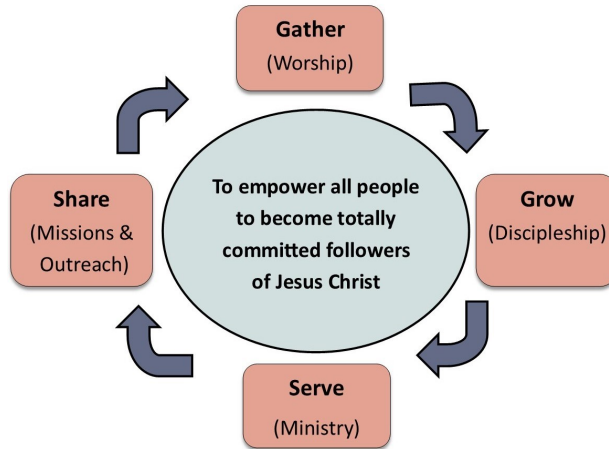 Gather
(Worship)
Share
(Missions &
Outreach)
To empower all people
to become totally
committed followers
of Jesus Christ
Grow
(Discipleship)
Serve
(Ministry)